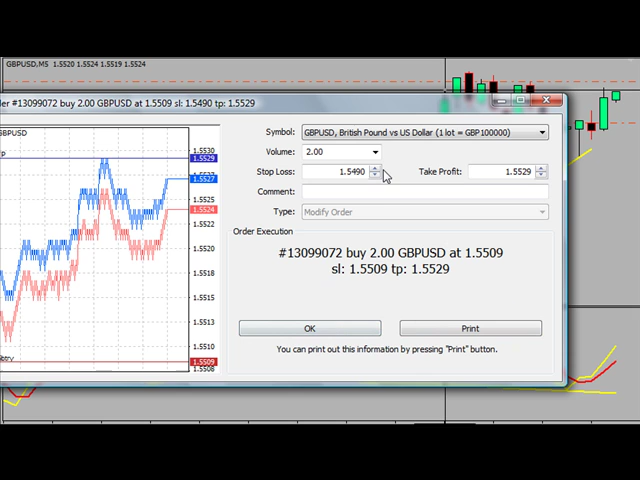 GBPUSD,M5 1.5520 1.5524 1.5519 1.5524
der #13099072 buy 2.00 GBPUSD at 1.5509 sl: 1.5490 tp: 1.5529
GBPUSD
1.5530
1.5529
1.5527
1.5524
1.5523
1.5520
1.5518
1.5515
1.5513
1.5510
1.5509
1.5508
Symbol: GBPUSD, British Pound vs US Dollar (1 lot = GBP100000)
Volume: 2.00
Stop Loss: 1.5490 Take Profit: 1.5529
Comment:
Type: Modify Order
Order Execution
#13099072 buy 2.00 GBPUSD at 1.5509
sl: 1.5509 tp: 1.5529
OK Print
You can print out this information by pressing "Print" button.